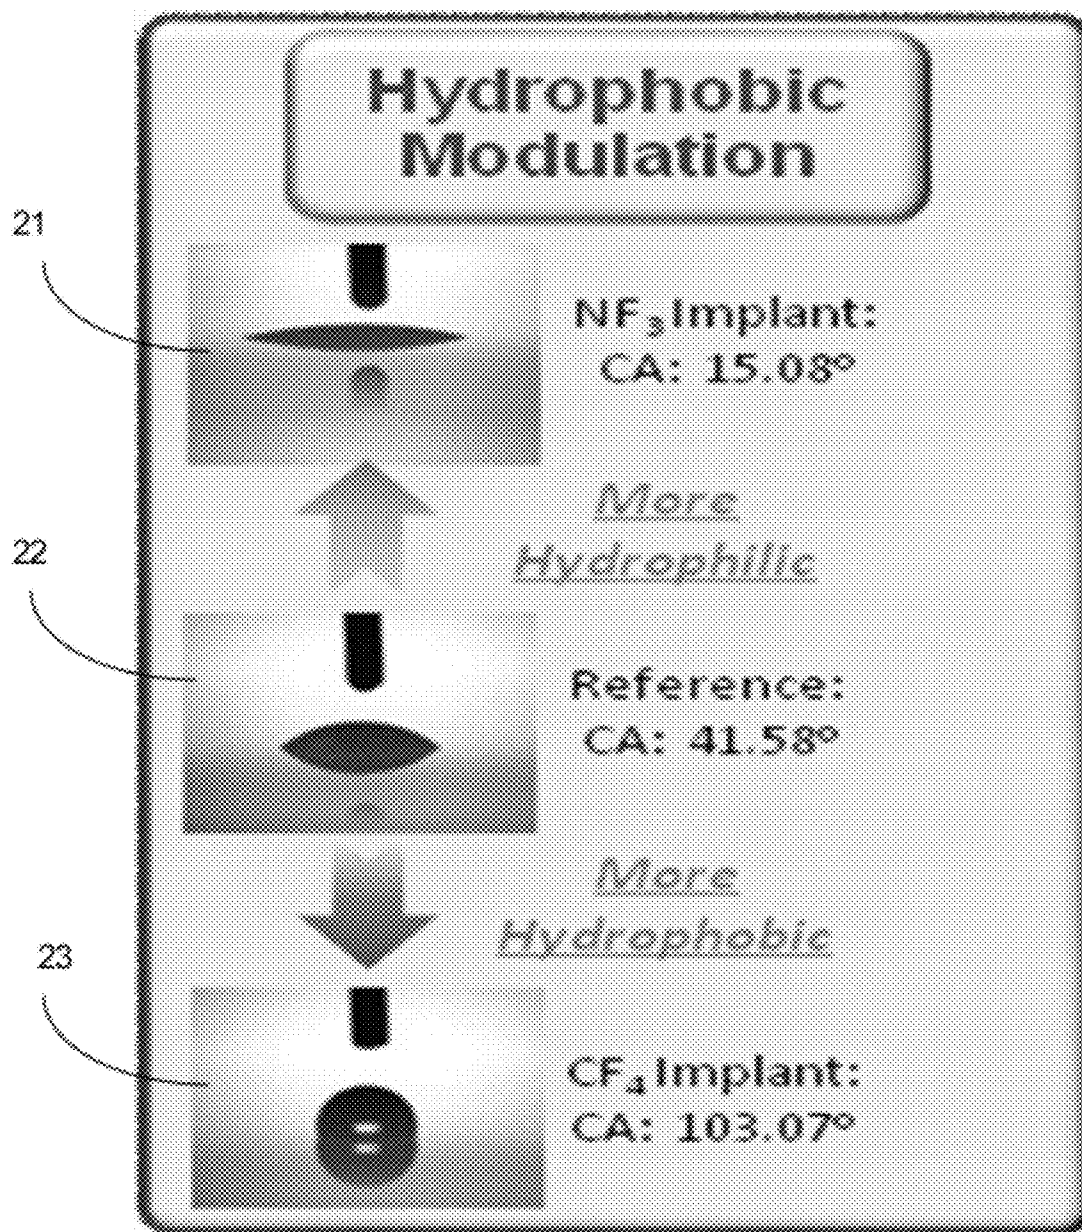 Hydrophobic
Modulation
21
NF₃ Implant:
CA: 15.08°
More
Hydrophilic
22
Reference:
CA: 41.58°
More
Hydrophobic
23
CF₄ Implant:
CA: 103.07°